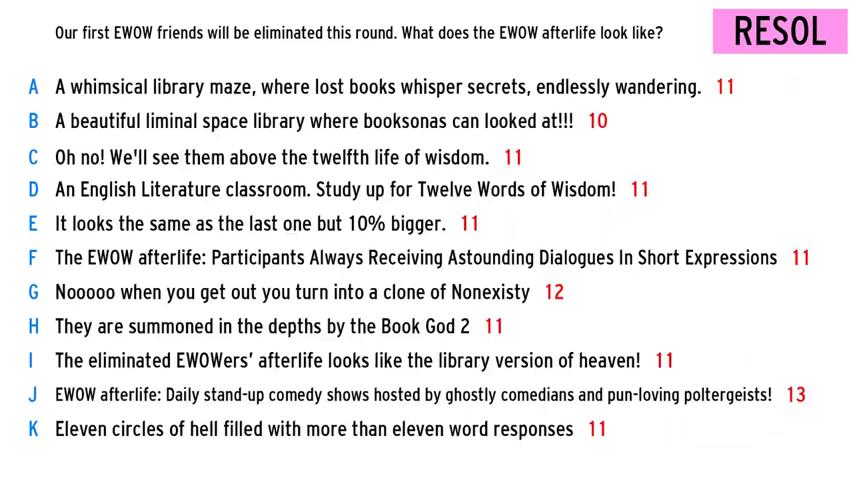 Our first EWOW friends will be eliminated this round. What does the EWOW afterlife look like?
RESOL
A A whimsical library maze, where lost books whisper secrets, endlessly wandering. 11
B A beautiful liminal space library where booksonas can looked at!!! 10
C Oh no! We'll see them above the twelfth life of wisdom. 11
D An English Literature classroom. Study up for Twelve Words of Wisdom! 11
E It looks the same as the last one but 10% bigger. 11
F The EWOW afterlife: Participants Always Receiving Astounding Dialogues In Short Expressions 11
G Nooooo when you get out you turn into a clone of Nonexisty 12
H They are summoned in the depths by the Book God 2 11
I The eliminated EWOWers’ afterlife looks like the library version of heaven! 11
J EWOW afterlife: Daily stand-up comedy shows hosted by ghostly comedians and pun-loving poltergeists! 13
K Eleven circles of hell filled with more than eleven word responses 11